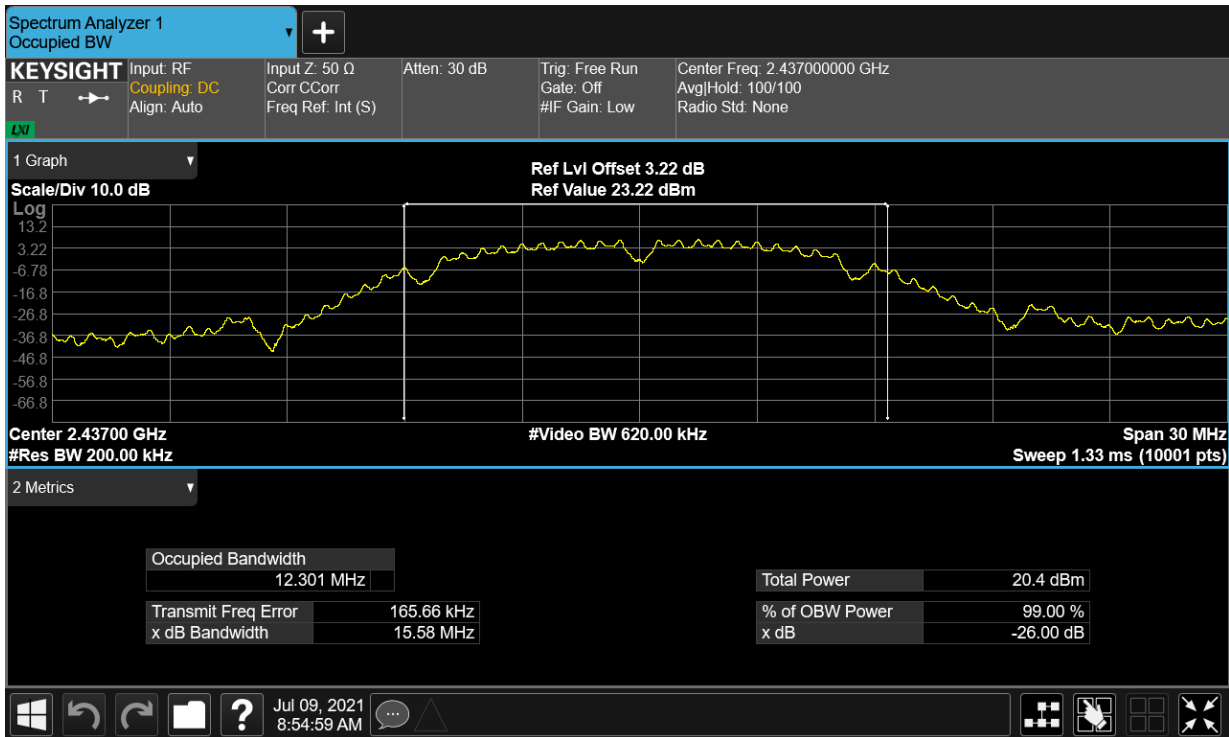 Spectrum Analyzer 1
Occupied BW
+
KEYSIGHT
R T
LXI
Input: RF
Coupling: DC
Align: Auto
Input Z: 50 Ω
Corr CCorr
Freq Ref: Int (S)
Atten: 30 dB
Trig: Free Run
Gate: Off
#IF Gain: Low
Center Freq: 2.437000000 GHz
Avg|Hold: 100/100
Radio Std: None
1 Graph
Scale/Div 10.0 dB
Ref Lvl Offset 3.22 dB
Ref Value 23.22 dBm
Log
13.2
3.22
-6.78
-16.8
-26.8
-36.8
-46.8
-56.8
-66.8
Center 2.43700 GHz
#Video BW 620.00 kHz
Span 30 MHz
#Res BW 200.00 kHz
Sweep 1.33 ms (10001 pts)
2 Metrics
Occupied Bandwidth
12.301 MHz
Total Power 20.4 dBm
Transmit Freq Error 165.66 kHz
% of OBW Power 99.00 %
x dB Bandwidth 15.58 MHz
x dB -26.00 dB
?
Jul 09, 2021
8:54:59 AM